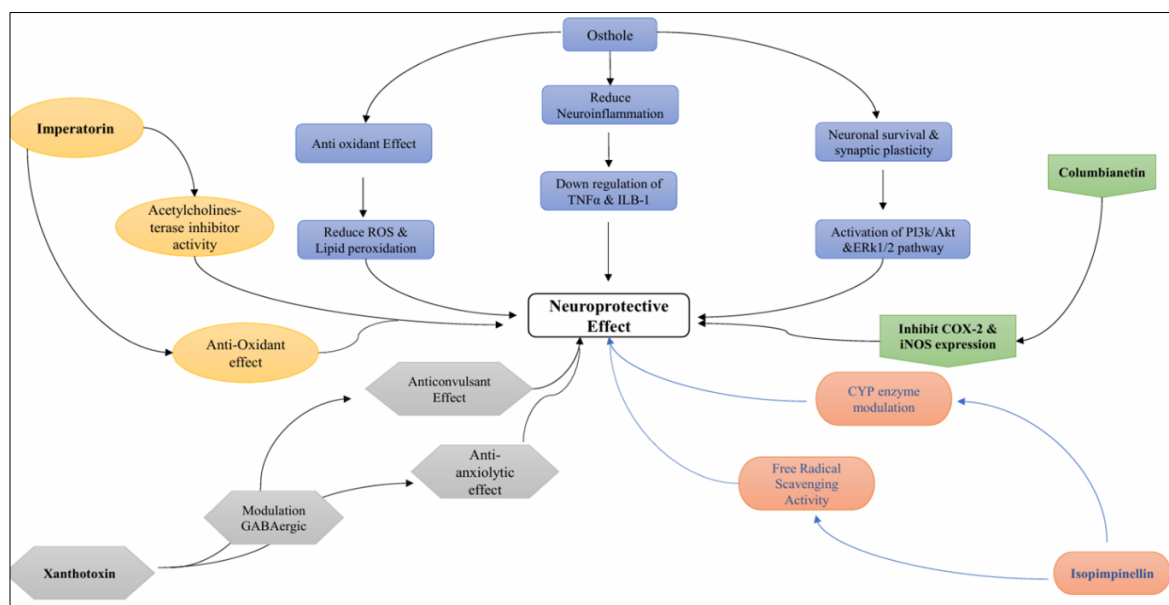 Osthole
Reduce
Neuroinflammation
Imperatorin
Anti oxidant Effect
Neuronal survival &
synaptic plasticity
Columbianetin
Down regulation of
TNFα & ILB-1
Acetylcholines-
terase inhibitor
activity
Reduce ROS &
Lipid peroxidation
Activation of PI3k/Akt
&ERk1/2 pathway
Neuroprotective
Effect
Inhibit COX-2 &
iNOS expression
Anti-Oxidant
effect
Anticonvulsant
Effect
CYP enzyme
modulation
Anti-
anxiolytic
effect
Free Radical
Scavenging
Activity
Modulation
GABAergic
Xanthotoxin
Isopimpinellin